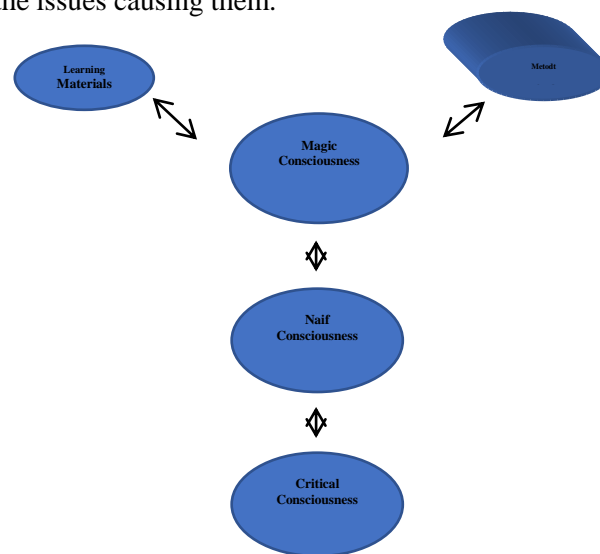 the issues causing them.
Learning
Materials
Metodt
Magic
Consciousness
Naif
Consciousness
Critical
Consciousness